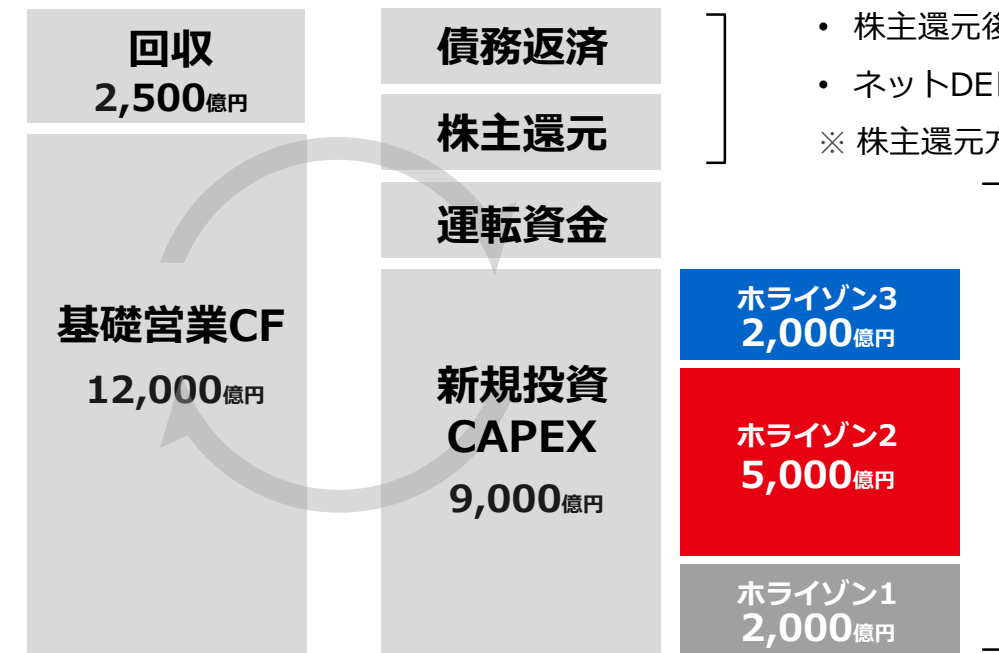 回収
2,500億円
基礎営業CF
12,000億円
債務返済
株主還元
運転資金
新規投資
CAPEX
9,000億円
ホライゾン3
2,000億円
ホライゾン2
5,000億円
ホライゾン1
2,000億円
• 株主還元後
• ネットDE
※ 株主還元方